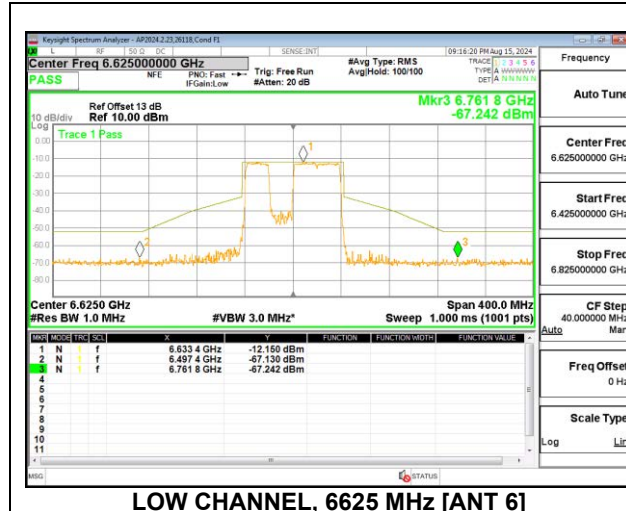 Keysight Spectrum Analyzer - AP2024.2.23,26118,Cond F1
L RF 50 Ω DC SENSE:INT 09:16:20 PM Aug 15, 2024
Center Freq 6.625000000 GHz
PASS
NFE PNO: Fast Trig: Free Run
IFGain:Low #Atten: 20 dB
#Avg Type: RMS
Avg|Hold: 100/100
TRACE 1 2 3 4 5 6
TYPE A WWWWW
DET A N N N N N
Frequency
Auto Tune
Ref Offset 13 dB
10 dB/div Ref 10.00 dBm
Mkr3 6.761 8 GHz
-67.242 dBm
Log
Trace 1 Pass
0.00
-10.0
-20.0
-30.0
-40.0
-50.0
-60.0
-70.0
-80.0
1
2
3
Center 6.6250 GHz Span 400.0 MHz
#Res BW 1.0 MHz #VBW 3.0 MHz* Sweep 1.000 ms (1001 pts)
MKR MODE TRC SCL X Y FUNCTION FUNCTION WIDTH FUNCTION VALUE
1 N 1 f 6.633 4 GHz -12.150 dBm
2 N 1 f 6.497 4 GHz -67.130 dBm
3 N 1 f 6.761 8 GHz -67.242 dBm
4
5
6
7
8
9
10
11
MSG STATUS
Center Freq
6.625000000 GHz
Start Freq
6.425000000 GHz
Stop Freq
6.825000000 GHz
CF Step
40.000000 MHz
Auto Man
Freq Offset
0 Hz
Scale Type
Log Lin
LOW CHANNEL, 6625 MHz [ANT 6]